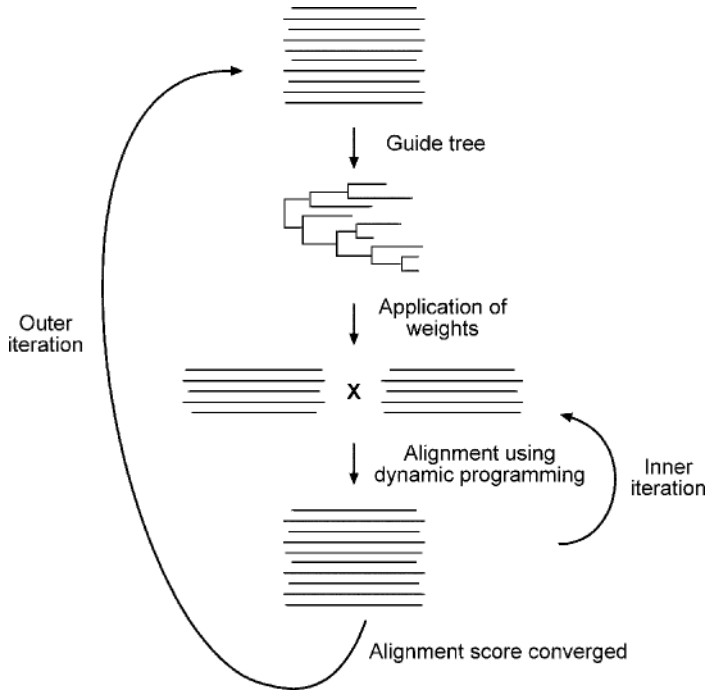 Guide tree
Application of
weights
Outer
iteration
X
Alignment using
dynamic programming
Inner
iteration
Alignment score converged